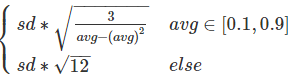 sd * √(3 / (avg−(avg)²)) avg ∈ [0.1, 0.9]
sd * √12 else